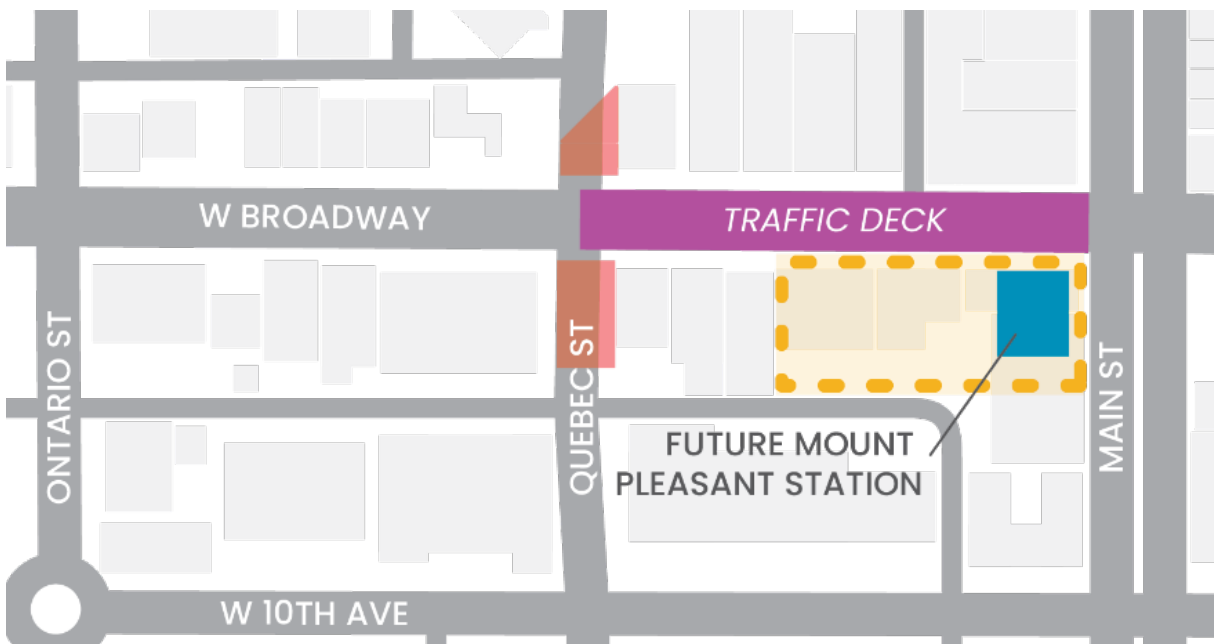 W BROADWAY
TRAFFIC DECK
ONTARIO ST
QUEBEC ST
MAIN ST
FUTURE MOUNT
PLEASANT STATION
W 10TH AVE